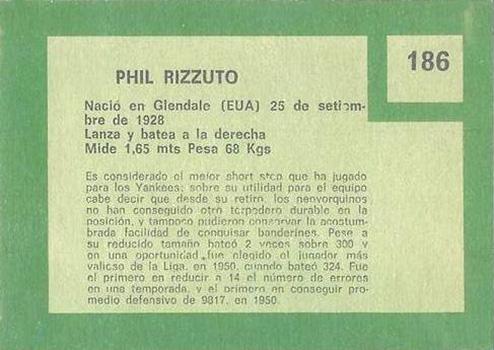 186
PHIL RIZZUTO
Nació en Glendale (EUA) 25 de setiem-
bre de 1928
Lanza y batea a la derecha
Mide 1,65 mts Pesa 68 Kgs
Es considerado el mejor short stop que ha jugado
para los Yankees; sobre su utilidad para el equipo
cabe decir que desde su retiro, los neoyorquinos
no han conseguido otro torpedero durable en la
posición, y tampoco pudieron conservar la acostum-
brada facilidad de conquisar banderines. Pese a
su reducido tamaño bateó 2 veces sobre 300 y
en una oportunidad fue elegido el jugador más
valioso de la Liga, en 1950, cuando bateó 324. Fue
el primero en reducir a 14 el número de errores
en una temporada, y el primero en conseguir pro-
medio defensivo de 9817, en 1950.